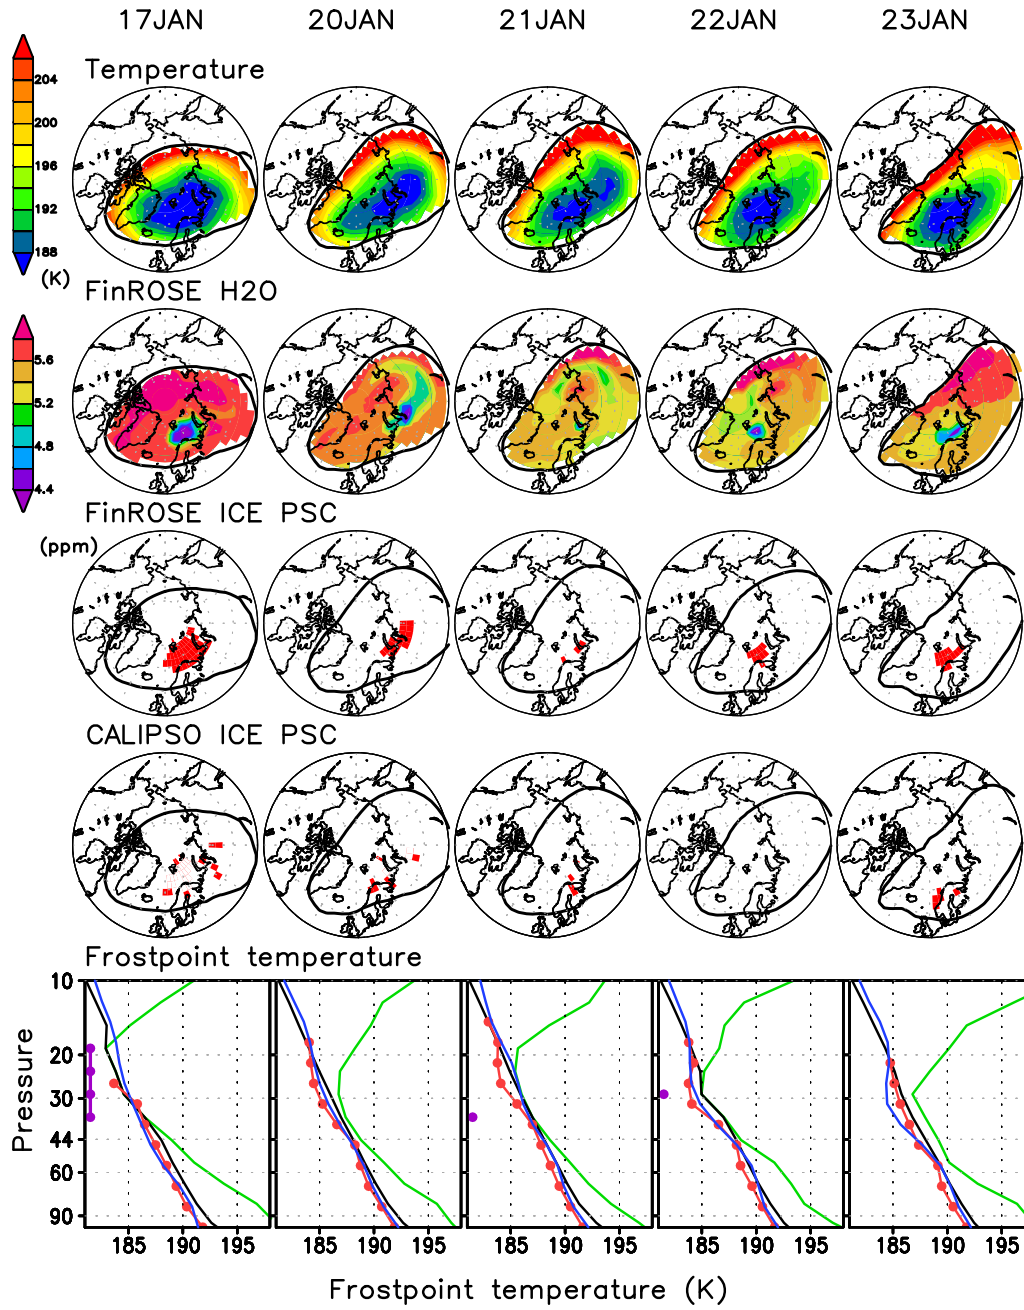 17JAN 20JAN 21JAN 22JAN 23JAN
Temperature
204
200
196
192
188
(K)
FinROSE H2O
5.6
5.2
4.8
4.4
FinROSE ICE PSC
(ppm)
CALIPSO ICE PSC
Frostpoint temperature
Pressure
10
20
30
44
60
90
185 190 195 185 190 195 185 190 195 185 190 195 185 190 195
Frostpoint temperature (K)